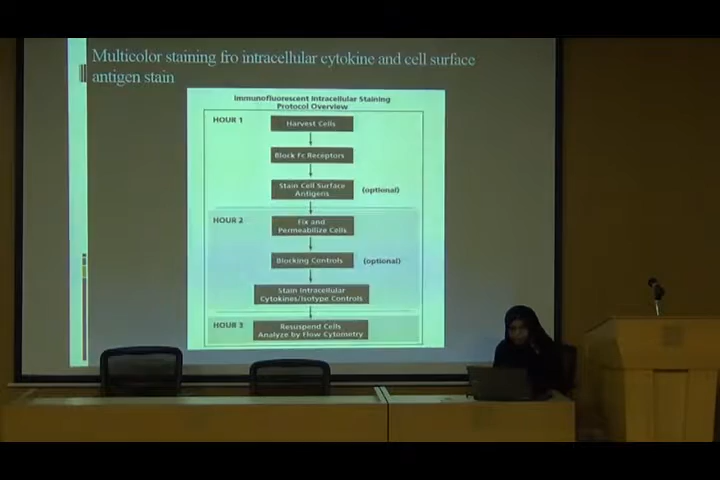 Multicolor staining fro intracellular cytokine and cell surface
antigen stain
Immunofluorescent Intracellular Staining
Protocol Overview
HOUR 1
Harvest Cells
Block Fc Receptors
Stain Cell Surface
Antigens
(optional)
HOUR 2
Fix and
Permeabilize Cells
Blocking Controls
(optional)
Stain Intracellular
Cytokines/Isotype Controls
HOUR 3
Resuspend Cells
Analyze by Flow Cytometry